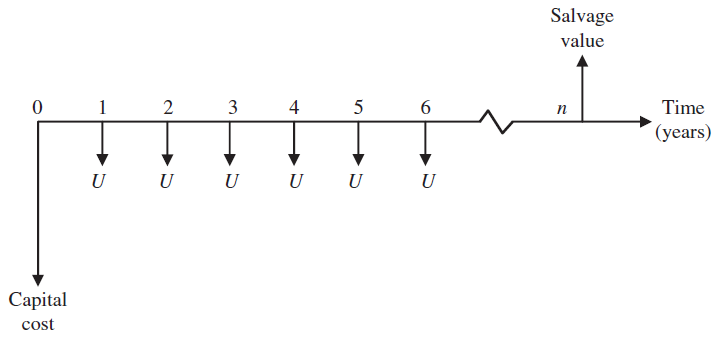 Salvage
value
0 1 2 3 4 5 6 n Time
(years)
U U U U U U
Capital
cost